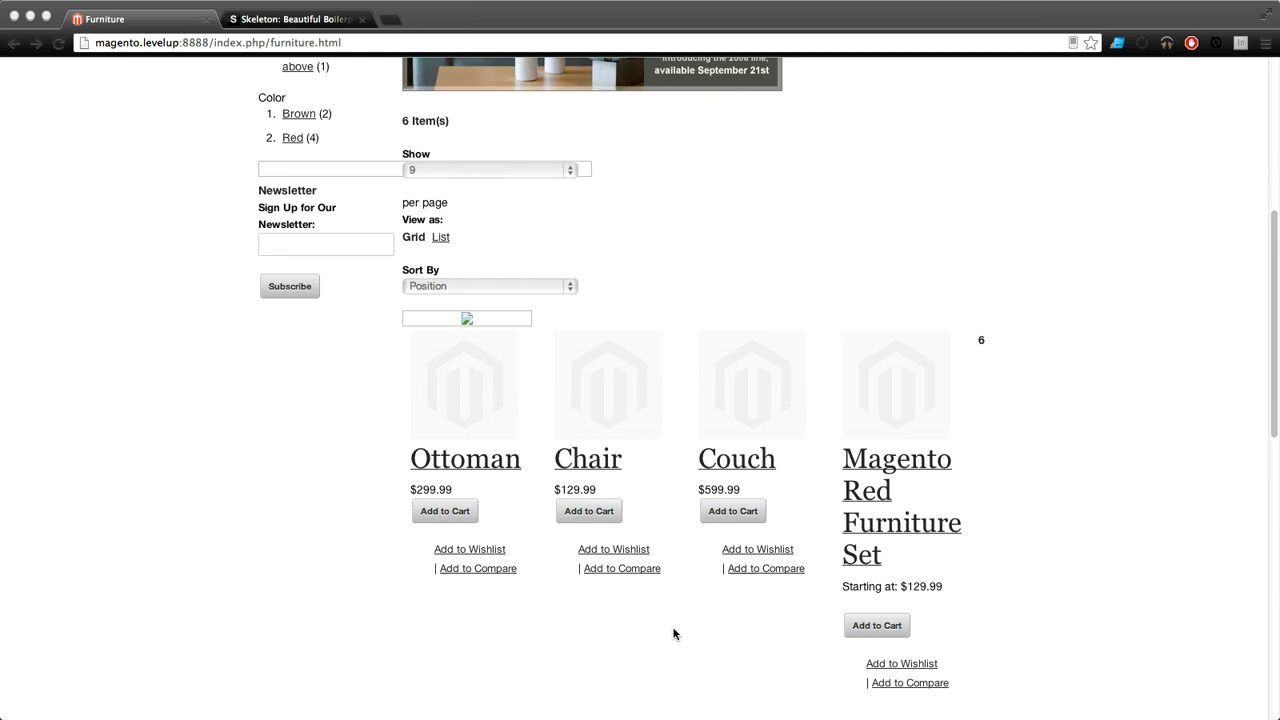 Furniture
Skeleton: Beautiful Boilerp
magento.levelup:8888/index.php/furniture.html
above (1)
introducing the 2006 line,
available September 21st
Color
1. Brown (2)
2. Red (4)
6 Item(s)
Show
9
Newsletter
Sign Up for Our
Newsletter:
Subscribe
per page
View as:
Grid List
Sort By
Position
6
Ottoman
$299.99
Add to Cart
Add to Wishlist
| Add to Compare
Chair
$129.99
Add to Cart
Add to Wishlist
| Add to Compare
Couch
$599.99
Add to Cart
Add to Wishlist
| Add to Compare
Magento
Red
Furniture
Set
Starting at: $129.99
Add to Cart
Add to Wishlist
| Add to Compare